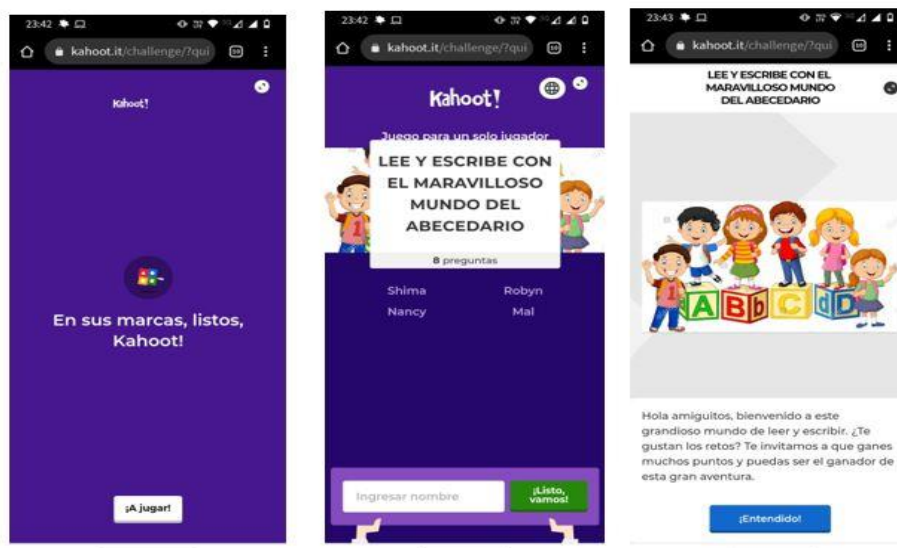 23:42
kahoot.it/challenge/?qui
Kahoot!
En sus marcas, listos,
Kahoot!
¡A jugar!
23:42
kahoot.it/challenge/?qui
Kahoot!
Juego para un solo jugador
LEE Y ESCRIBE CON
EL MARAVILLOSO
MUNDO DEL
ABECEDARIO
8 preguntas
Shima Robyn
Nancy Mal
Ingresar nombre
¡Listo,
vamos!
23:43
kahoot.it/challenge/?qui
LEE Y ESCRIBE CON EL
MARAVILLOSO MUNDO
DEL ABECEDARIO
1 A B b C d D
Hola amiguitos, bienvenido a este
grandioso mundo de leer y escribir. ¿Te
gustan los retos? Te invitamos a que ganes
muchos puntos y puedas ser el ganador de
esta gran aventura.
¡Entendido!